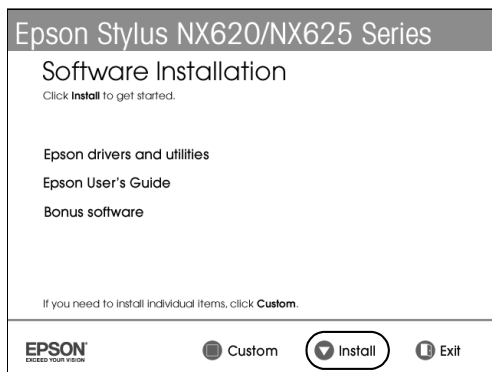 Epson Stylus NX620/NX625 Series
Software Installation
Click Install to get started.
Epson drivers and utilities
Epson User's Guide
Bonus software
If you need to install individual items, click Custom.
EPSON
EXCEED YOUR VISION
Custom
Install
Exit